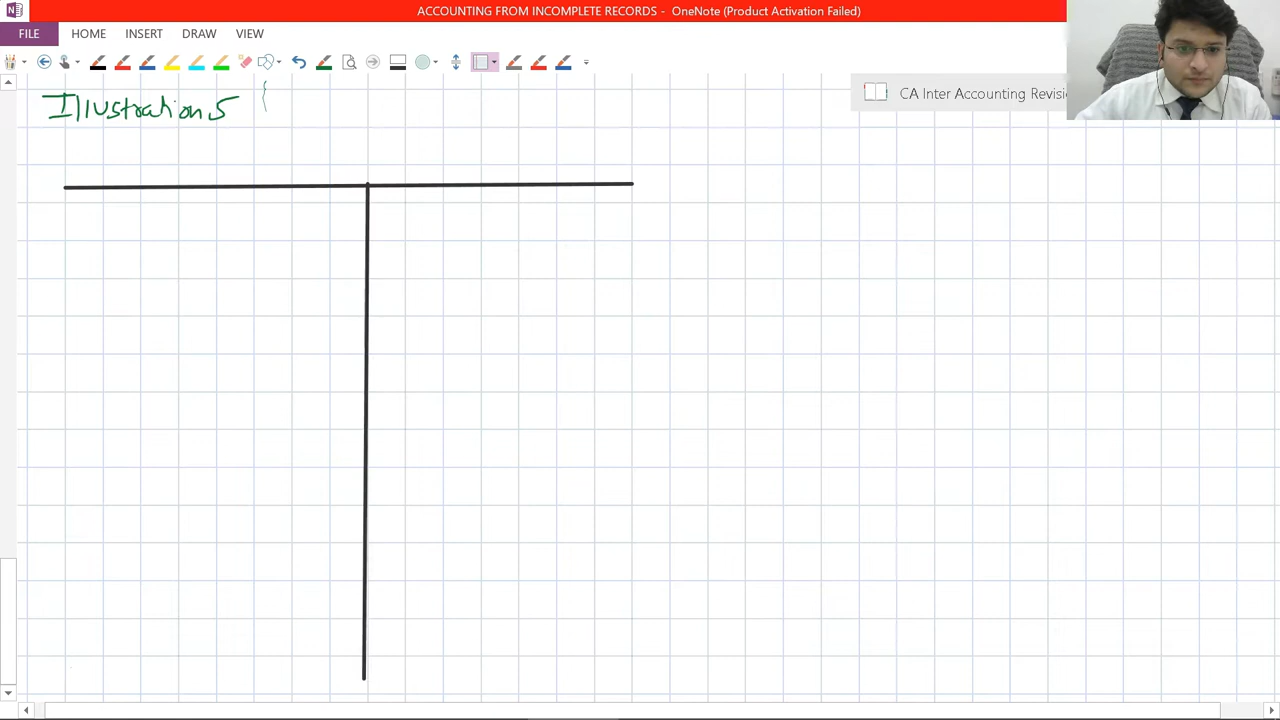 ACCOUNTING FROM INCOMPLETE RECORDS - OneNote (Product Activation Failed)
FILE HOME INSERT DRAW VIEW
CA Inter Accounting Revisi
Illustration 5